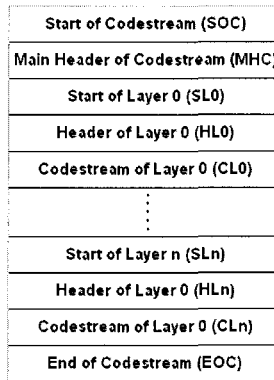 Start of Codestream (SOC)
Main Header of Codestream (MHC)
Start of Layer 0 (SL0)
Header of Layer 0 (HL0)
Codestream of Layer 0 (CL0)
Start of Layer n (SLn)
Header of Layer 0 (HLn)
Codestream of Layer 0 (CLn)
End of Codestream (EOC)